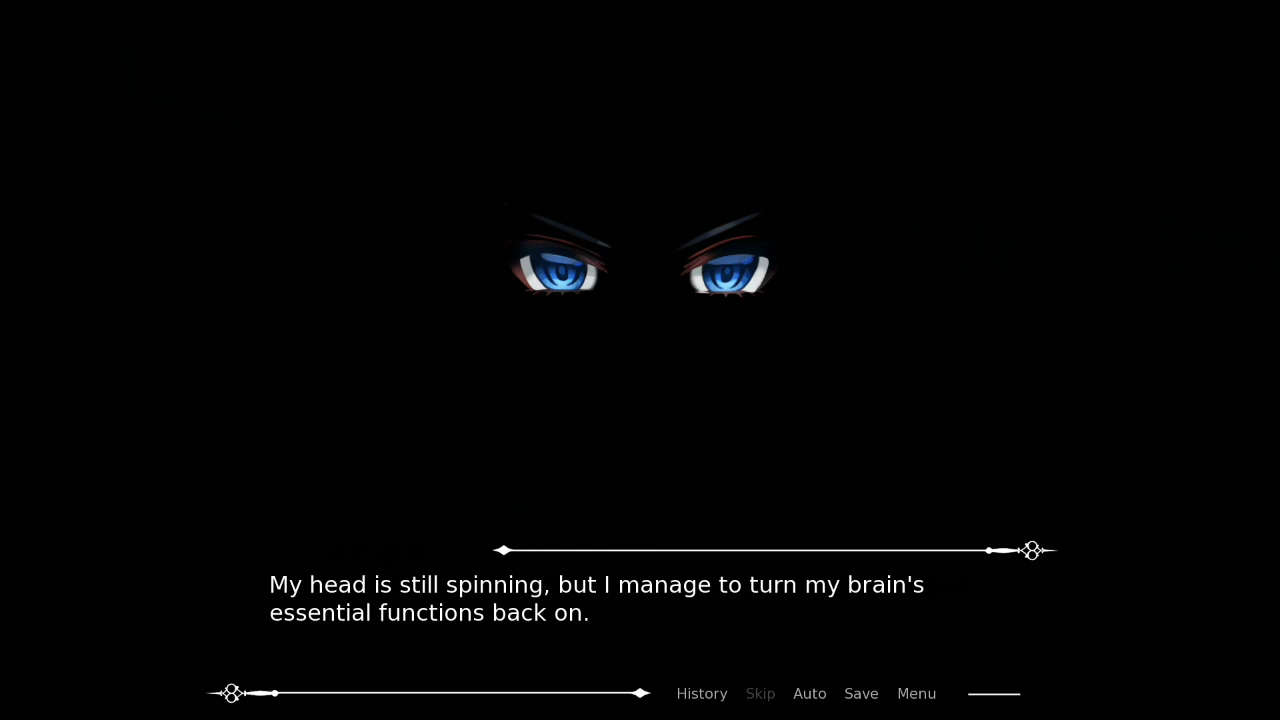 My head is still spinning, but I manage to turn my brain's
essential functions back on.
History Skip Auto Save Menu